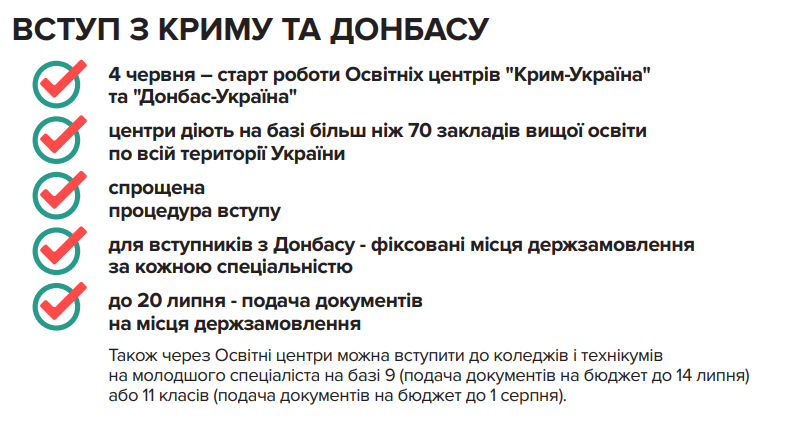 ВСТУП З КРИМУ ТА ДОНБАСУ
4 червня – старт роботи Освітніх центрів "Крим-Україна"
та "Донбас-Україна"
центри діють на базі більш ніж 70 закладів вищої освіти
по всій території України
спрощена
процедура вступу
для вступників з Донбасу - фіксовані місця держзамовлення
за кожною спеціальністю
до 20 липня - подача документів
на місця держзамовлення
Також через Освітні центри можна вступити до коледжів і технікумів
на молодшого спеціаліста на базі 9 (подача документів на бюджет до 14 липня)
або 11 класів (подача документів на бюджет до 1 серпня).